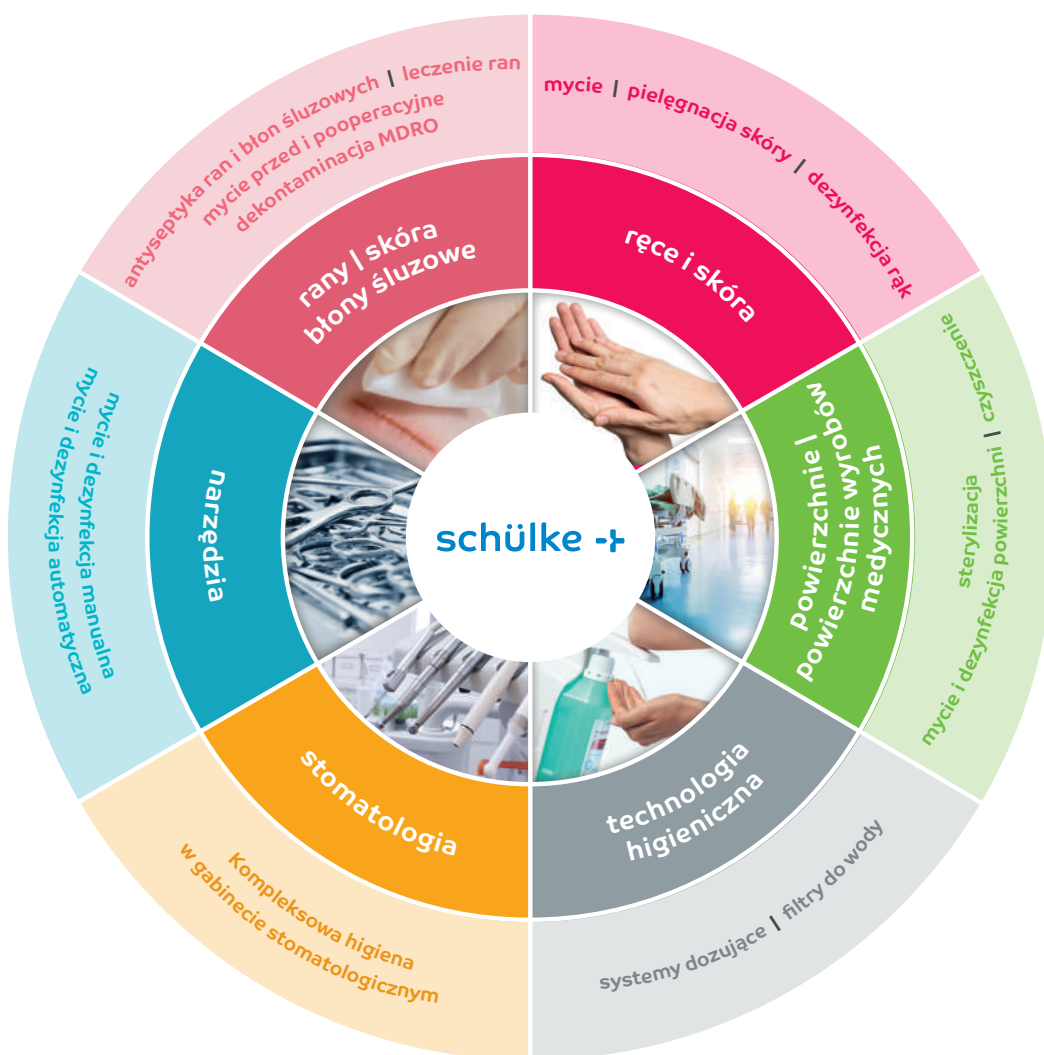 antyseptyka ran i błon śluzowych | leczenie ran
mycie przed i pooperacyjne
dekontaminacja MDRO
rany | skóra
błony śluzowe
mycie | pielęgnacja skóry | dezynfekcja rąk
ręce i skóra
mycie i dezynfekcja powierzchni | czyszczenie
sterylizacja
powierzchnie |
powierzchnie wyrobów
medycznych
systemy dozujące | filtry do wody
technologia
higieniczna
stomatologia
Kompleksowa higiena
w gabinecie stomatologicznym
narzędzia
mycie i dezynfekcja manualna
mycie i dezynfekcja automatyczna
schülke